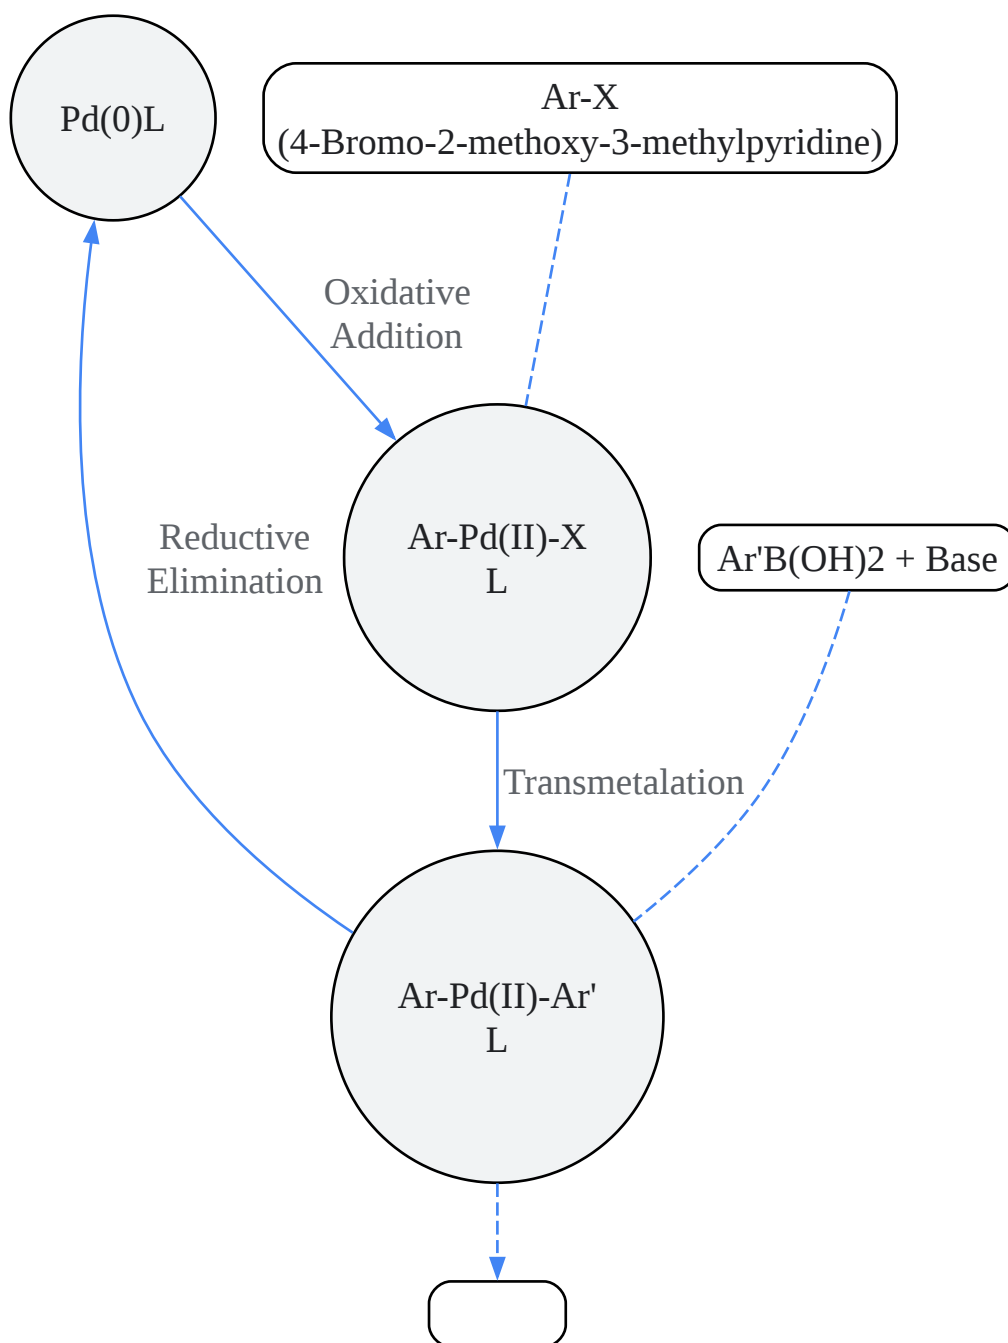 Pd(0)L
Ar-X
(4-Bromo-2-methoxy-3-methylpyridine)
Oxidative
Addition
Reductive
Elimination
Ar-Pd(II)-X
L
Ar'B(OH)2 + Base
Transmetalation
Ar-Pd(II)-Ar'
L